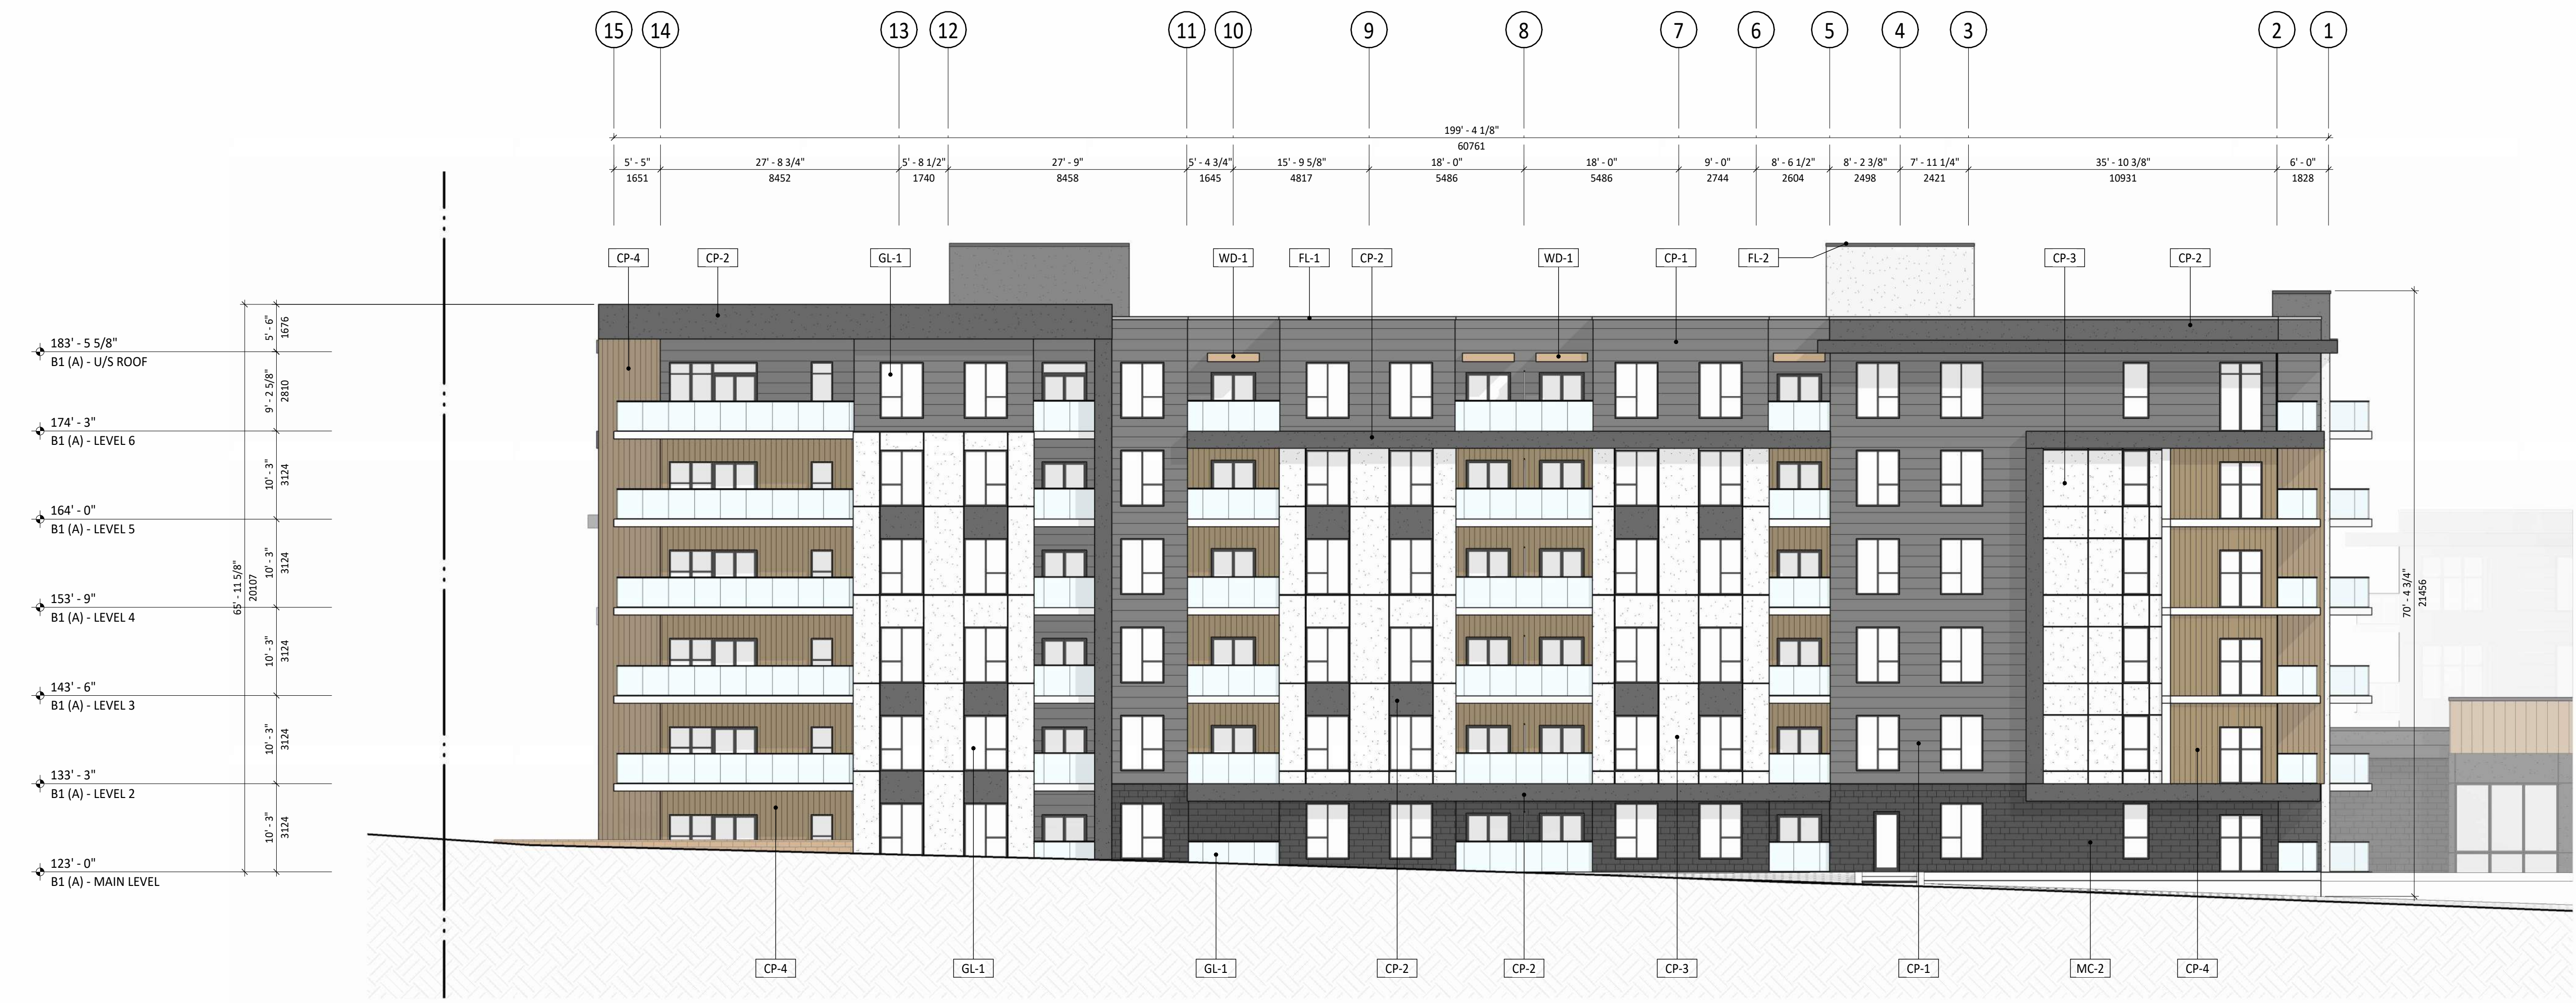 15 14 13 12 11 10 9 8 7 6 5 4 3 2 1
199' - 4 1/8"
60761
5' - 5" 27' - 8 3/4" 5' - 8 1/2" 27' - 9" 5' - 4 3/4" 15' - 9 5/8" 18' - 0" 18' - 0" 9' - 0" 8' - 6 1/2" 8' - 2 3/8" 7' - 11 1/4" 35' - 10 3/8" 6' - 0"
1651 8452 1740 8458 1645 4817 5486 5486 2744 2604 2498 2421 10931 1828
CP-4 CP-2 GL-1 WD-1 FL-1 CP-2 WD-1 CP-1 FL-2 CP-3 CP-2
5' - 6"
1676
183' - 5 5/8"
B1 (A) - U/S ROOF
9' - 2 5/8"
2810
174' - 3"
B1 (A) - LEVEL 6
10' - 3"
3124
164' - 0"
B1 (A) - LEVEL 5
10' - 3"
3124
153' - 9"
B1 (A) - LEVEL 4
65' - 11 5/8"
20107
70' - 4 3/4"
21456
10' - 3"
3124
143' - 6"
B1 (A) - LEVEL 3
10' - 3"
3124
133' - 3"
B1 (A) - LEVEL 2
10' - 3"
3124
123' - 0"
B1 (A) - MAIN LEVEL
CP-4 GL-1 GL-1 CP-2 CP-2 CP-3 CP-1 MC-2 CP-4